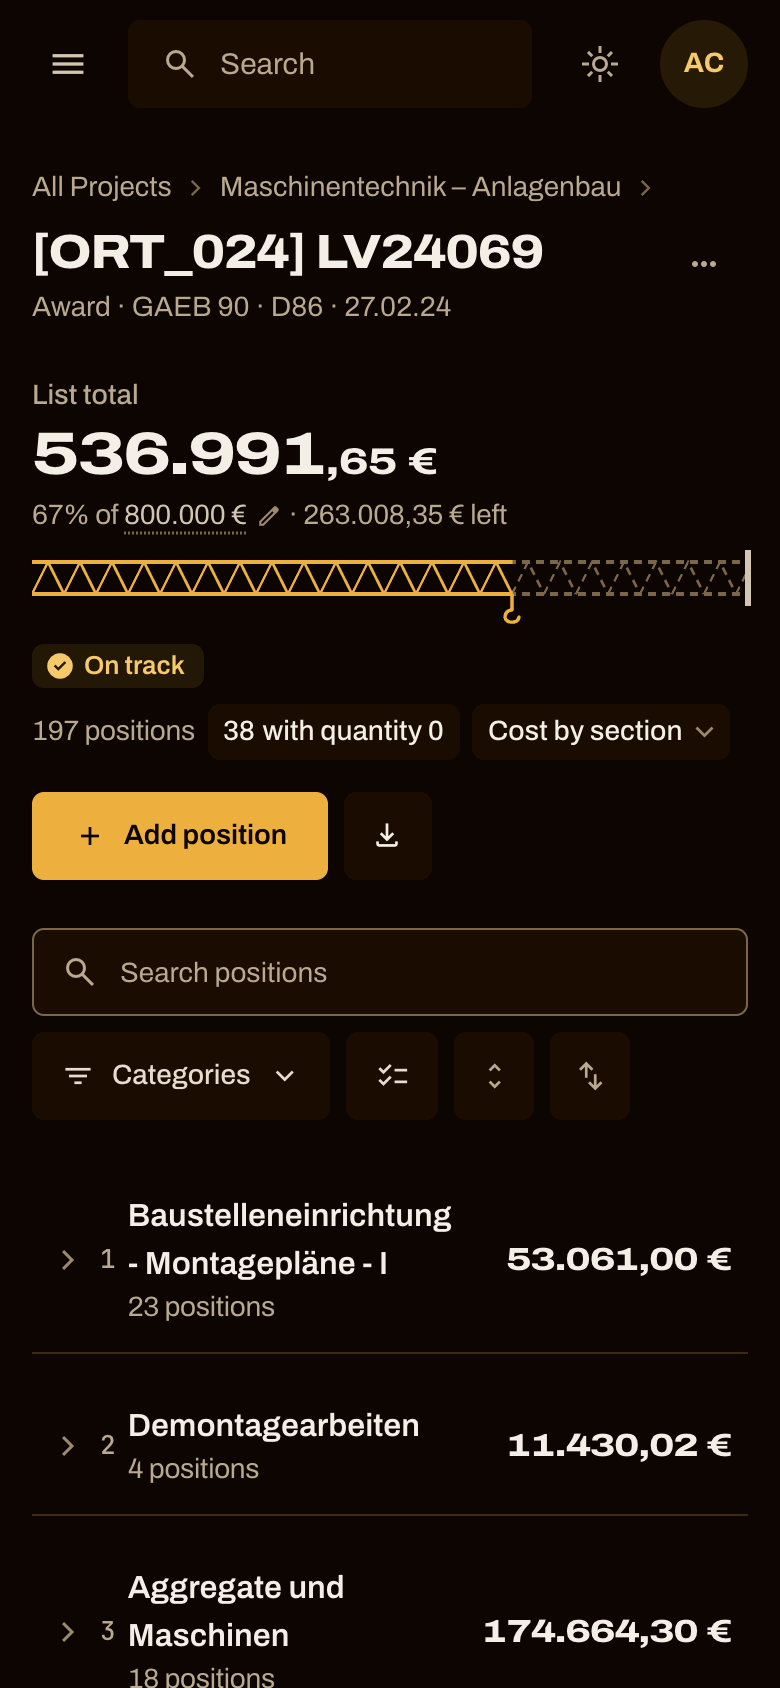 Search
AC
All Projects
Maschinentechnik – Anlagenbau
[ORT_024] LV24069
...
Award · GAEB 90 · D86 · 27.02.24
List total
536.991,65 €
67% of 800.000 € · 263.008,35 € left
On track
197 positions
38 with quantity 0
Cost by section
+ Add position
Search positions
Categories
Baustelleneinrichtung
1 - Montagepläne - I 53.061,00 €
23 positions
2 Demontagearbeiten 11.430,02 €
4 positions
Aggregate und
3 Maschinen 174.664,30 €
18 positions